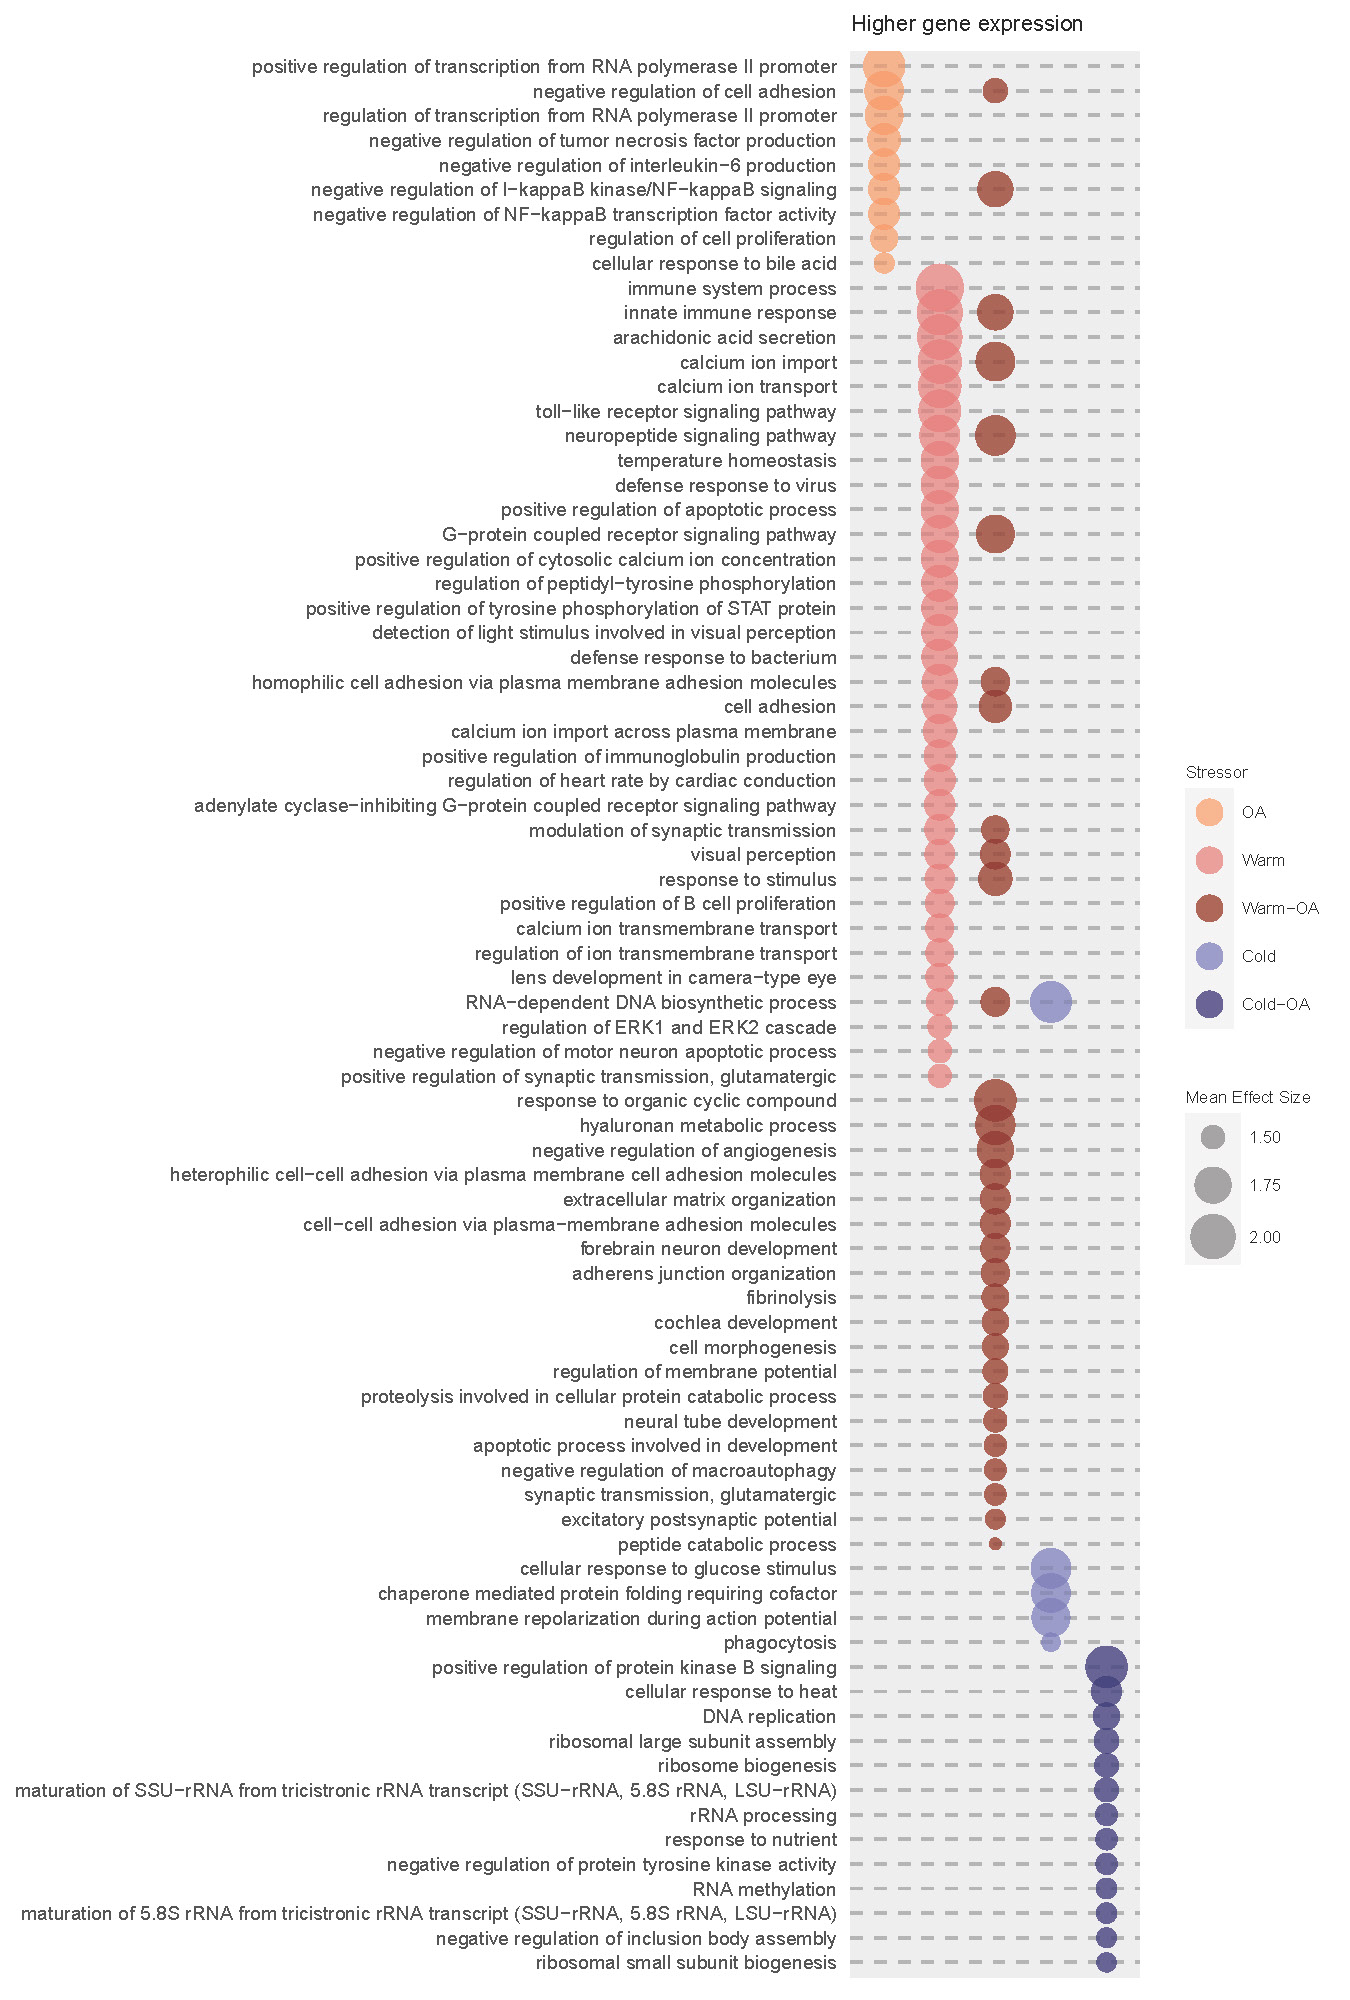 Higher gene expression
positive regulation of transcription from RNA polymerase II promoter
negative regulation of cell adhesion
regulation of transcription from RNA polymerase II promoter
negative regulation of tumor necrosis factor production
negative regulation of interleukin−6 production
negative regulation of I−kappaB kinase/NF−kappaB signaling
negative regulation of NF−kappaB transcription factor activity
regulation of cell proliferation
cellular response to bile acid
immune system process
innate immune response
arachidonic acid secretion
calcium ion import
calcium ion transport
toll−like receptor signaling pathway
neuropeptide signaling pathway
temperature homeostasis
defense response to virus
positive regulation of apoptotic process
G−protein coupled receptor signaling pathway
positive regulation of cytosolic calcium ion concentration
regulation of peptidyl−tyrosine phosphorylation
positive regulation of tyrosine phosphorylation of STAT protein
detection of light stimulus involved in visual perception
defense response to bacterium
homophilic cell adhesion via plasma membrane adhesion molecules
cell adhesion
calcium ion import across plasma membrane
positive regulation of immunoglobulin production
regulation of heart rate by cardiac conduction
adenylate cyclase−inhibiting G−protein coupled receptor signaling pathway
modulation of synaptic transmission
visual perception
response to stimulus
positive regulation of B cell proliferation
calcium ion transmembrane transport
regulation of ion transmembrane transport
lens development in camera−type eye
RNA−dependent DNA biosynthetic process
regulation of ERK1 and ERK2 cascade
negative regulation of motor neuron apoptotic process
positive regulation of synaptic transmission, glutamatergic
response to organic cyclic compound
hyaluronan metabolic process
negative regulation of angiogenesis
heterophilic cell−cell adhesion via plasma membrane cell adhesion molecules
extracellular matrix organization
cell−cell adhesion via plasma−membrane adhesion molecules
forebrain neuron development
adherens junction organization
fibrinolysis
cochlea development
cell morphogenesis
regulation of membrane potential
proteolysis involved in cellular protein catabolic process
neural tube development
apoptotic process involved in development
negative regulation of macroautophagy
synaptic transmission, glutamatergic
excitatory postsynaptic potential
peptide catabolic process
cellular response to glucose stimulus
chaperone mediated protein folding requiring cofactor
membrane repolarization during action potential
phagocytosis
positive regulation of protein kinase B signaling
cellular response to heat
DNA replication
ribosomal large subunit assembly
ribosome biogenesis
maturation of SSU−rRNA from tricistronic rRNA transcript (SSU−rRNA, 5.8S rRNA, LSU−rRNA)
rRNA processing
response to nutrient
negative regulation of protein tyrosine kinase activity
RNA methylation
maturation of 5.8S rRNA from tricistronic rRNA transcript (SSU−rRNA, 5.8S rRNA, LSU−rRNA)
negative regulation of inclusion body assembly
ribosomal small subunit biogenesis
Stressor
OA
Warm
Warm−OA
Cold
Cold−OA
Mean Effect Size
1.50
1.75
2.00